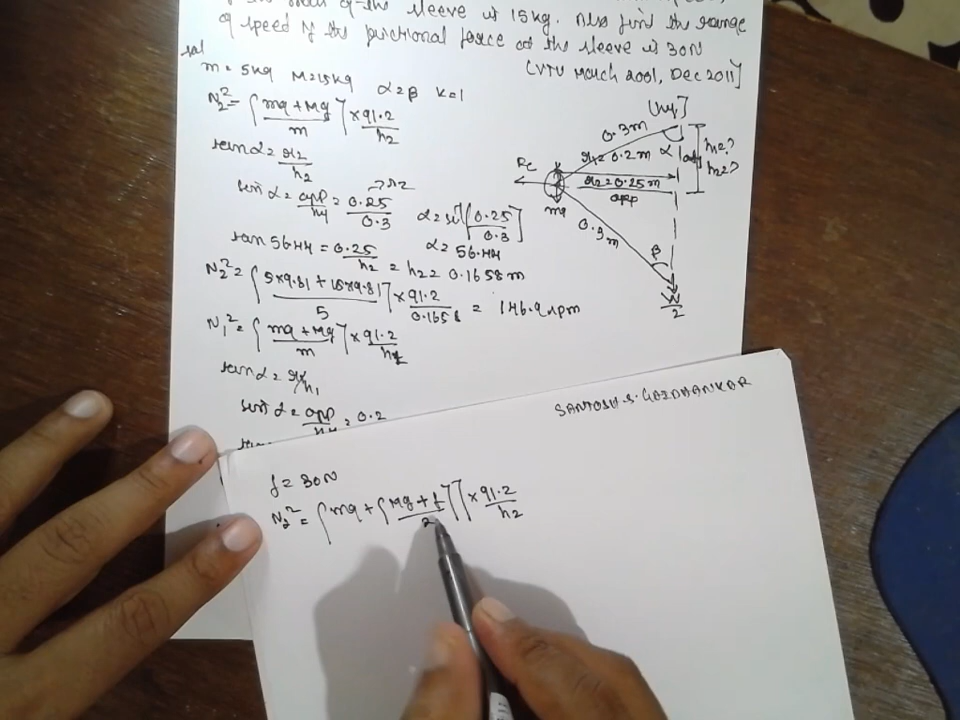 of the sleeve is 15kg. Also find the range
of speed if the frictional force at the sleeve is 30N
[VTU March 2001, Dec 2011]
sol
m = 5kg M=15kg α=β k=1
N₂² = [mg + Mg / m] × 91.2 / h₂
tan α = r₂ / h₂
sin α = opp / hy = 0.25 / 0.3 → r₂
α = sin⁻¹[0.25 / 0.3]
α = 56.44
tan 56.44 = 0.25 / h₂ = h₂ = 0.1658 m
N₂² = [5×9.81 + 15×9.81 / 5] × 91.2 / 0.1658 = 148.9 rpm
N₁² = [mg + Mg / m] × 91.2 / h₁
tan α = r₁ / h₁
sin α = opp / hy = 0.2
[hy]
0.3m
α
r₁ = 0.2m
adj
h₁=?
h₂=?
Fc
r₂ = 0.25m
opp
mg
0.3m
β
W / 2
SANTOSH S. GOIDHANKAR
f = 30N
N₂² = [mg + [Mg + f / 2]] × 91.2 / h₂